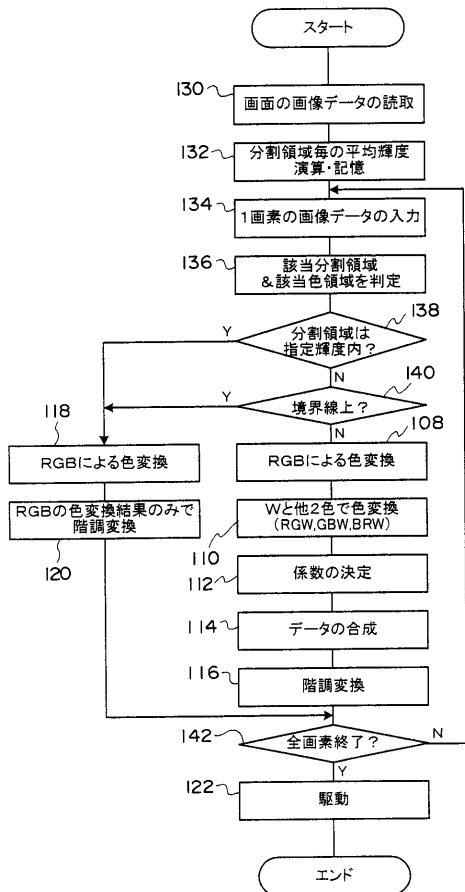 スタート
130
画面の画像データの読取
132
分割領域毎の平均輝度
演算・記憶
134
1画素の画像データの入力
136
該当分割領域
&該当色領域を判定
138
Y
分割領域は
指定輝度内?
N
140
Y
境界線上?
N
118
108
RGBによる色変換
RGBによる色変換
RGBの色変換結果のみで
階調変換
120
Wと他2色で色変換
(RGW,GBW,BRW)
110
112
係数の決定
114
データの合成
116
階調変換
142
全画素終了?
N
Y
122
駆動
エンド